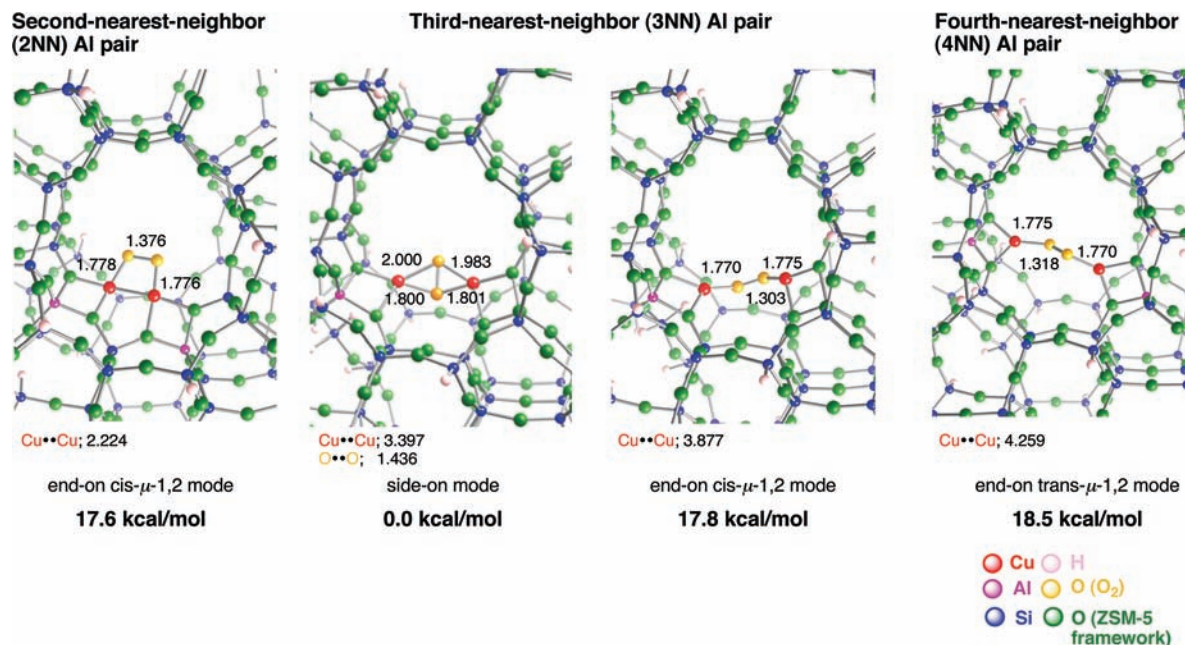 Second-nearest-neighbor
(2NN) Al pair
Third-nearest-neighbor (3NN) Al pair
Fourth-nearest-neighbor
(4NN) Al pair
1.376
1.778
1.776
2.000
1.983
1.800
1.801
1.770
1.775
1.303
1.775
1.770
1.318
Cu••Cu; 2.224
Cu••Cu; 3.397
O••O; 1.436
Cu••Cu; 3.877
Cu••Cu; 4.259
end-on cis-μ-1,2 mode
side-on mode
end-on cis-μ-1,2 mode
end-on trans-μ-1,2 mode
17.6 kcal/mol
0.0 kcal/mol
17.8 kcal/mol
18.5 kcal/mol
Cu H
Al O (O₂)
Si O (ZSM-5
framework)